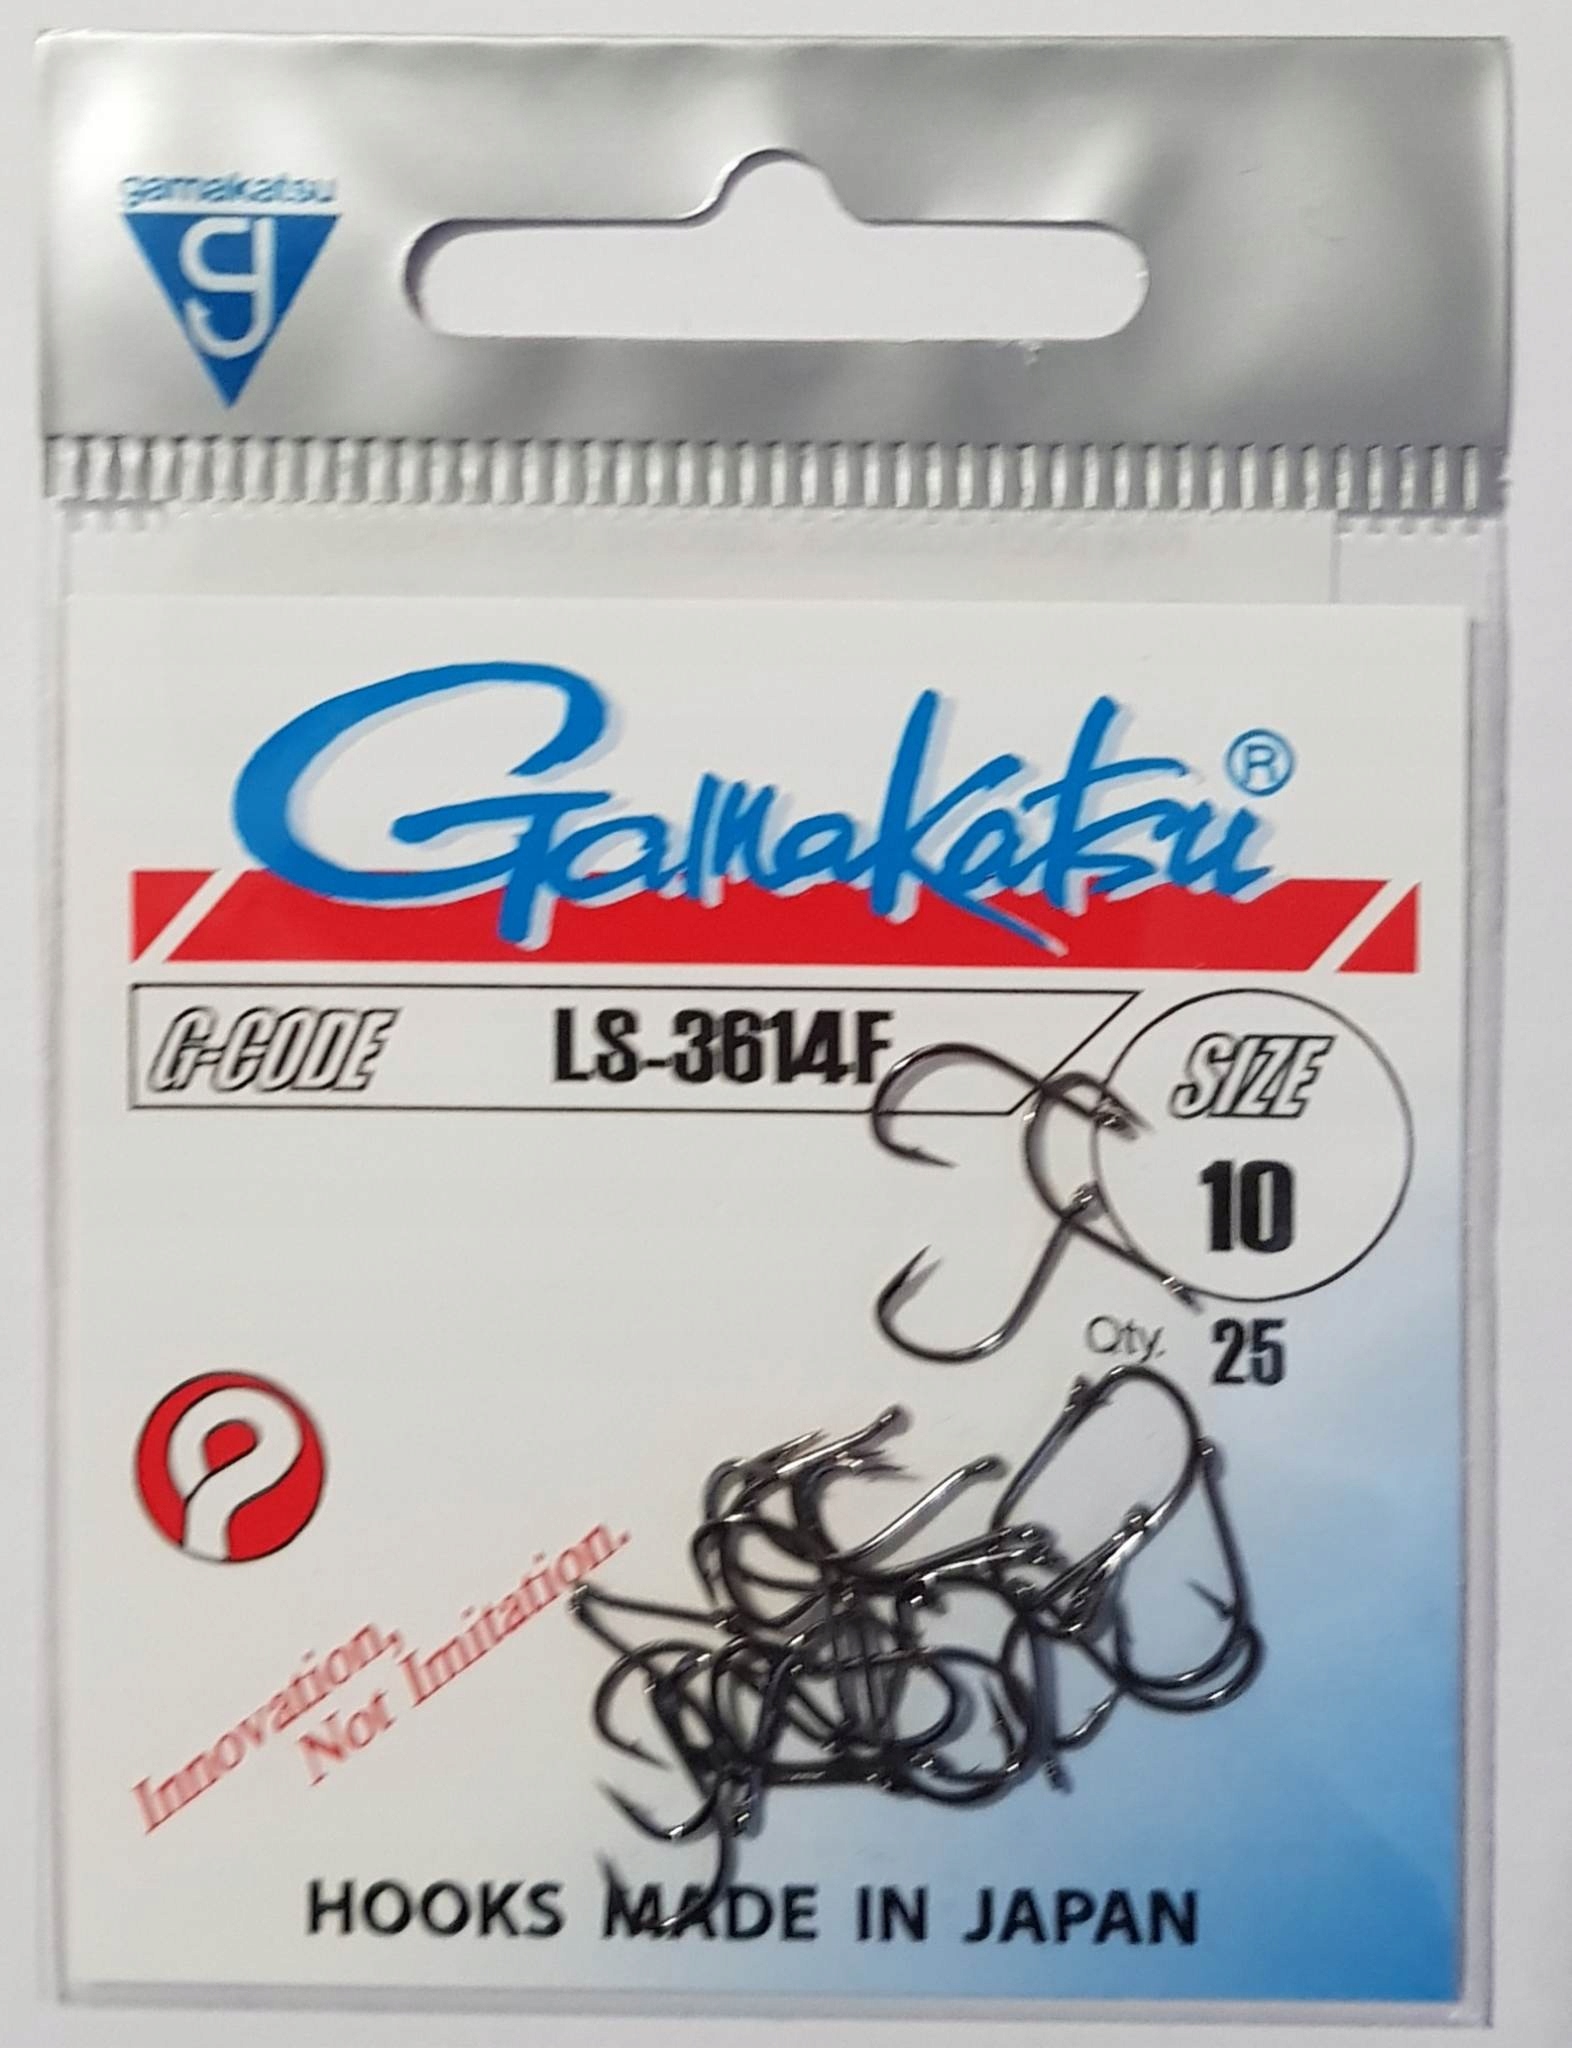 gamakatsu
g
Gamakatsu®
G-CODE LS-3614F
SIZE
10
Qty. 25
Innovation,
Not Imitation.
HOOKS MADE IN JAPAN